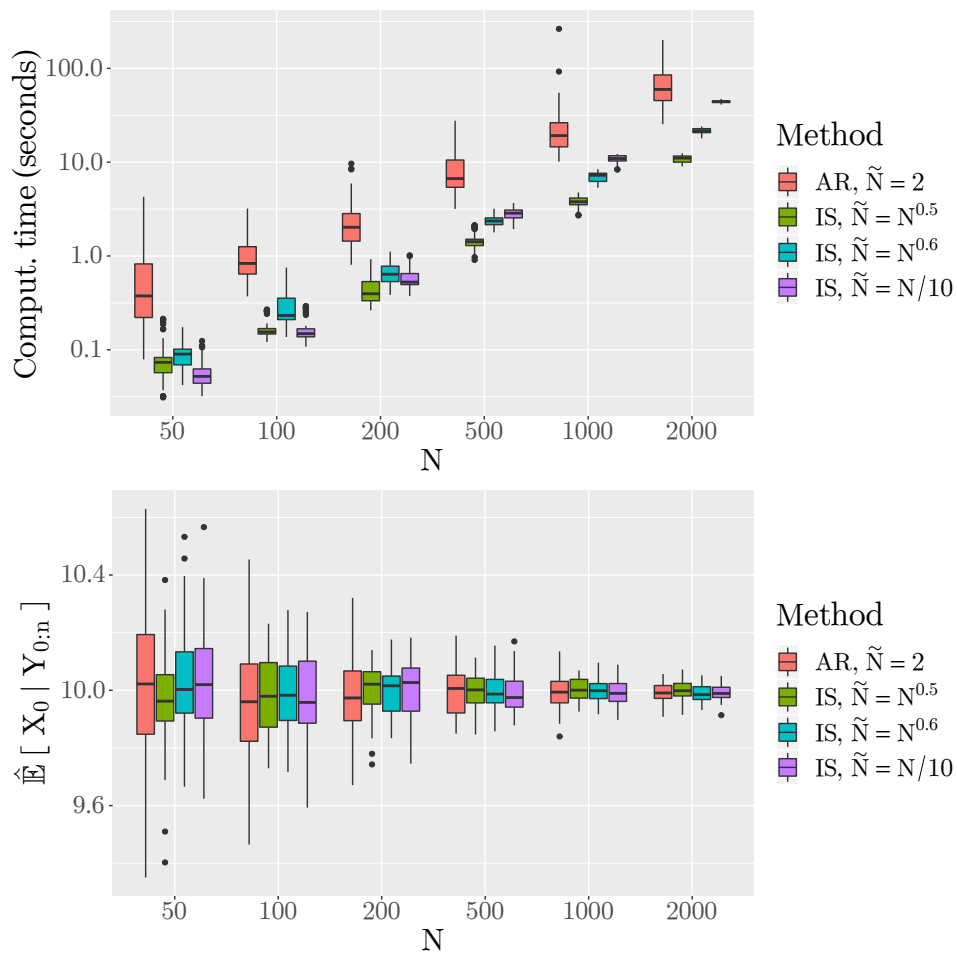 Comput. time (seconds)
100.0
10.0
1.0
0.1
50 100 200 500 1000 2000
N
Method
AR, Ñ = 2
IS, Ñ = N^0.5
IS, Ñ = N^0.6
IS, Ñ = N/10
𝔼̂ [ X₀ | Y₀:ₙ ]
10.4
10.0
9.6
50 100 200 500 1000 2000
N
Method
AR, Ñ = 2
IS, Ñ = N^0.5
IS, Ñ = N^0.6
IS, Ñ = N/10